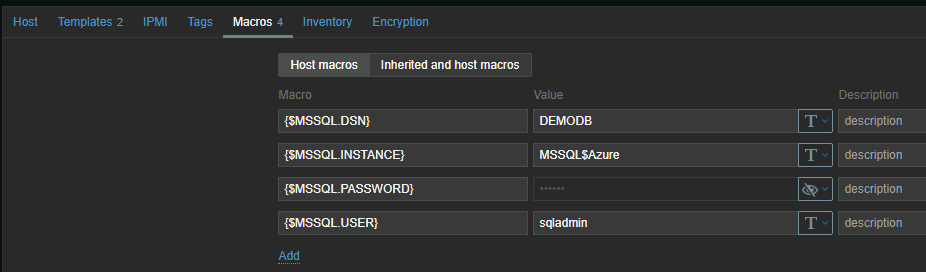 Host Templates 2 IPMI Tags Macros 4 Inventory Encryption
Host macros Inherited and host macros
Macro Value Description
{$MSSQL.DSN} DEMODB T description
{$MSSQL.INSTANCE} MSSQL$Azure T description
{$MSSQL.PASSWORD} •••••• description
{$MSSQL.USER} sqladmin T description
Add